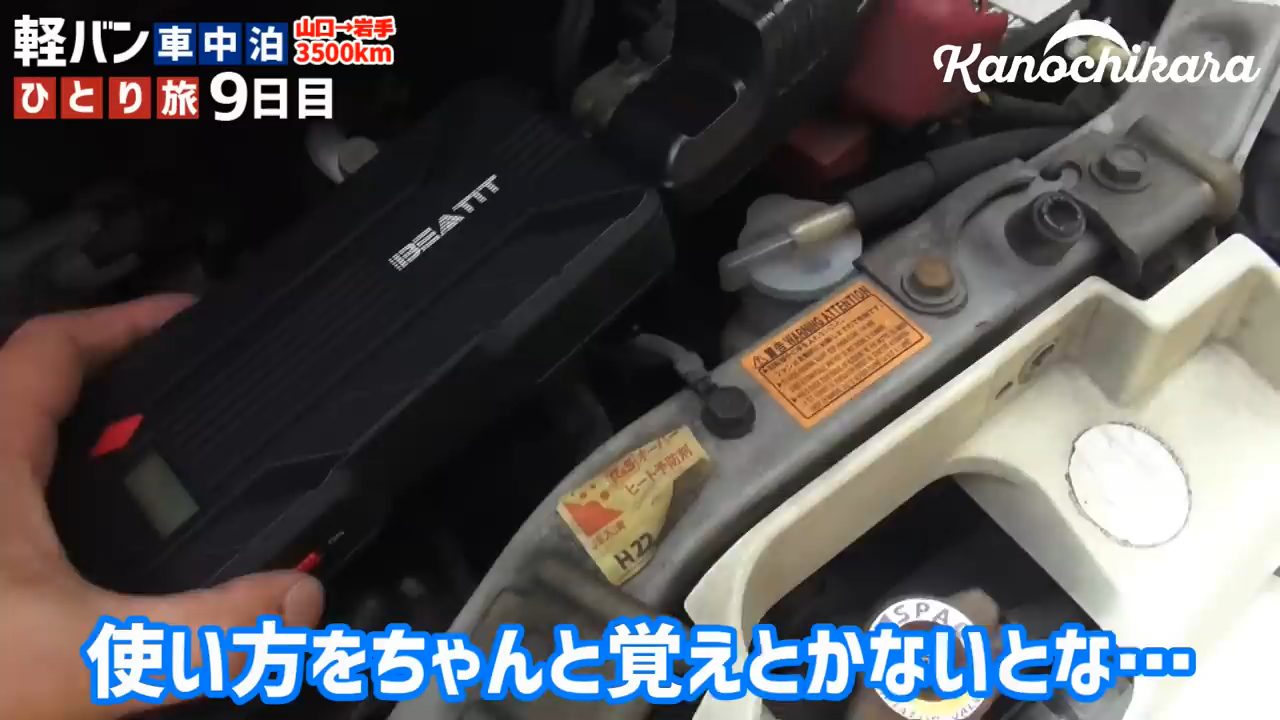 軽バン車中泊
山口→岩手
3500km
ひとり旅9日目
Kanochikara
BEATIT
警告 WARNING ATTENTION
オーバー
ヒート予防剤
H22
SPA
使い方をちゃんと覚えとかないとな…